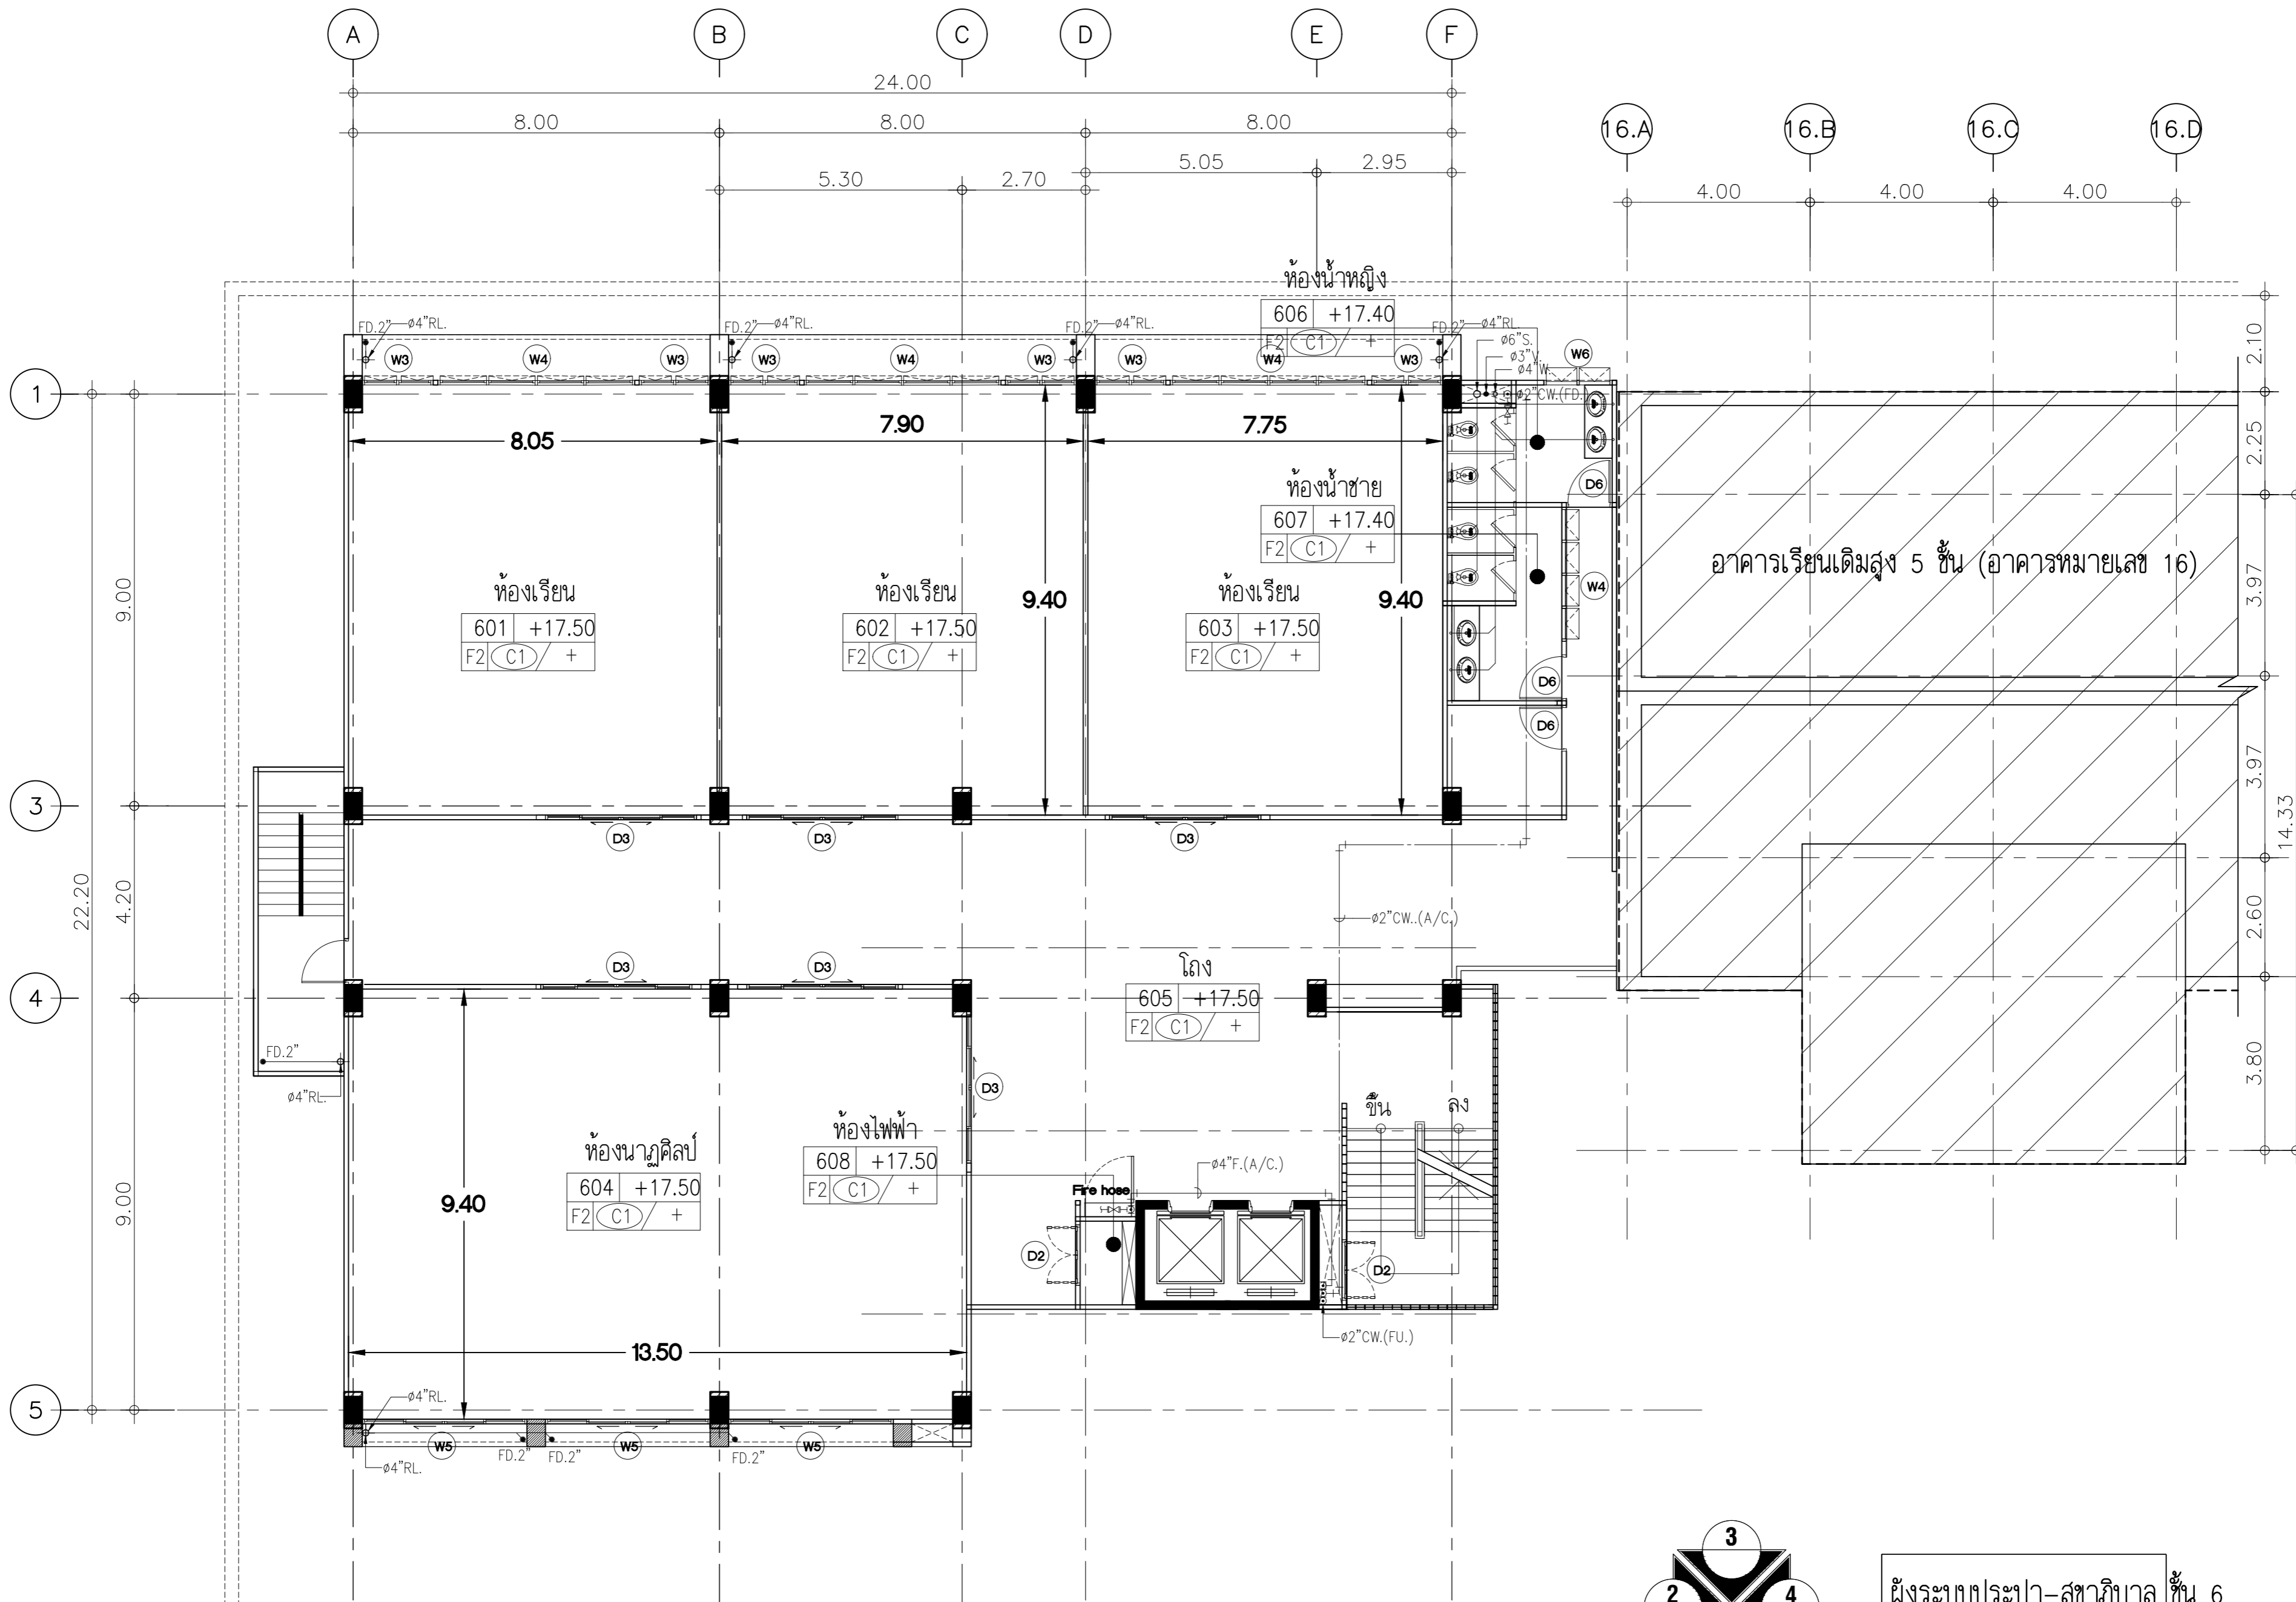 A B C D E F
24.00
8.00 8.00 8.00
16.A 16.B 16.C 16.D
5.05 2.95
5.30 2.70
4.00 4.00 4.00
ห้องน้ำหญิง
606 +17.40
F2 C1 +
FD.2" ø4"RL. FD.2" ø4"RL. FD.2" ø4"RL. FD.2" ø4"RL.
W3 W4 W3 W3 W4 W3 W3 W4 W3
ø6"S.
ø3"V.
ø4"W.
ø2"CW.(FD.)
W6
2.10
1
8.05 7.90 7.75
2.25
ห้องน้ำชาย
607 +17.40
F2 C1 +
D6
อาคารเรียนเดิมสูง 5 ชั้น (อาคารหมายเลข 16)
W4
3.97
9.00
ห้องเรียน ห้องเรียน ห้องเรียน
9.40 9.40
601 +17.50 602 +17.50 603 +17.50
F2 C1 + F2 C1 + F2 C1 +
D6
D6
3.97
14.33
3
D3 D3 D3
22.20
4.20
2.60
ø2"CW..(A/C.)
D3 D3
โถง
605 +17.50
F2 C1 +
4
FD.2"
ø4"RL.
D3
3.80
ขึ้น ลง
ห้องไฟฟ้า
608 +17.50
F2 C1 +
ห้องนาฏศิลป์
604 +17.50
F2 C1 +
9.00
9.40
ø4"F.(A/C.)
Fire hose
D2 D2
ø2"CW.(FU.)
13.50
5
ø4"RL.
W5 W5 W5
FD.2" FD.2" FD.2"
ø4"RL.
3
2 4
ผังระบบประปา-สุขาภิบาล ชั้น 6